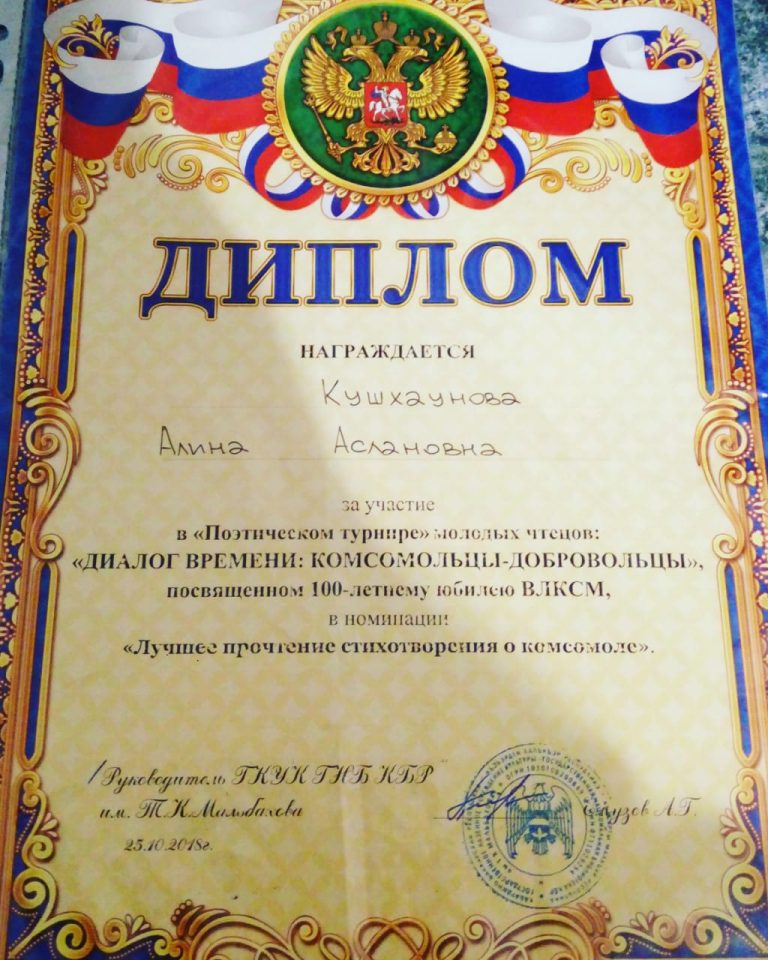 ДИПЛОМ
НАГРАЖДАЕТСЯ
Кушхаунова
Алина Аслановна
за участие
в «Поэтическом турнире» молодых чтецов:
«ДИАЛОГ ВРЕМЕНИ: КОМСОМОЛЬЦЫ-ДОБРОВОЛЬЦЫ»,
посвященном 100-летнему юбилею ВЛКСМ,
в номинации
«Лучшее прочтение стихотворения о комсомоле».
Руководитель ГКУК ГНБ КБР
им. Т.К.Мальбахова А.Г.
25.10.2018г.